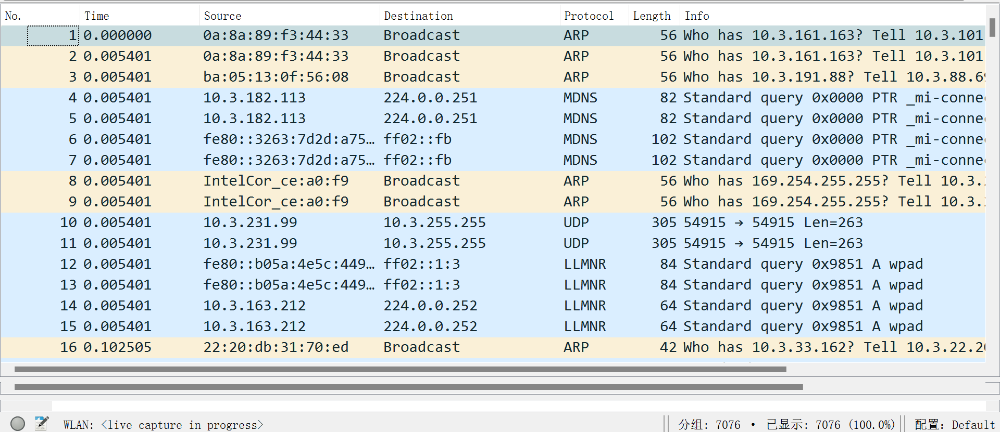 No. Time Source Destination Protocol Length Info
1 0.000000 0a:8a:89:f3:44:33 Broadcast ARP 56 Who has 10.3.161.163? Tell 10.3.101
2 0.005401 0a:8a:89:f3:44:33 Broadcast ARP 56 Who has 10.3.161.163? Tell 10.3.101
3 0.005401 ba:05:13:0f:56:08 Broadcast ARP 56 Who has 10.3.191.88? Tell 10.3.88.69
4 0.005401 10.3.182.113 224.0.0.251 MDNS 82 Standard query 0x0000 PTR _mi-conne
5 0.005401 10.3.182.113 224.0.0.251 MDNS 82 Standard query 0x0000 PTR _mi-conne
6 0.005401 fe80::3263:7d2d:a75… ff02::fb MDNS 102 Standard query 0x0000 PTR _mi-conne
7 0.005401 fe80::3263:7d2d:a75… ff02::fb MDNS 102 Standard query 0x0000 PTR _mi-conne
8 0.005401 IntelCor_ce:a0:f9 Broadcast ARP 56 Who has 169.254.255.255? Tell 10.3.
9 0.005401 IntelCor_ce:a0:f9 Broadcast ARP 56 Who has 169.254.255.255? Tell 10.3.
10 0.005401 10.3.231.99 10.3.255.255 UDP 305 54915 → 54915 Len=263
11 0.005401 10.3.231.99 10.3.255.255 UDP 305 54915 → 54915 Len=263
12 0.005401 fe80::b05a:4e5c:449… ff02::1:3 LLMNR 84 Standard query 0x9851 A wpad
13 0.005401 fe80::b05a:4e5c:449… ff02::1:3 LLMNR 84 Standard query 0x9851 A wpad
14 0.005401 10.3.163.212 224.0.0.252 LLMNR 64 Standard query 0x9851 A wpad
15 0.005401 10.3.163.212 224.0.0.252 LLMNR 64 Standard query 0x9851 A wpad
16 0.102505 22:20:db:31:70:ed Broadcast ARP 42 Who has 10.3.33.162? Tell 10.3.22.20
WLAN: <live capture in progress> 分组: 7076 · 已显示: 7076 (100.0%) 配置: Default